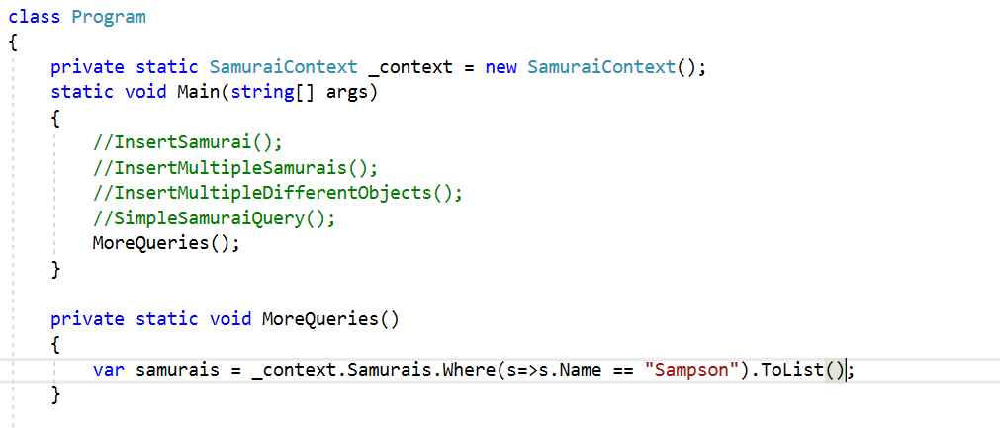 class Program
{
private static SamuraiContext _context = new SamuraiContext();
static void Main(string[] args)
{
//InsertSamurai();
//InsertMultipleSamurais();
//InsertMultipleDifferentObjects();
//SimpleSamuraiQuery();
MoreQueries();
}
private static void MoreQueries()
{
var samurais = _context.Samurais.Where(s=>s.Name == "Sampson").ToList();
}